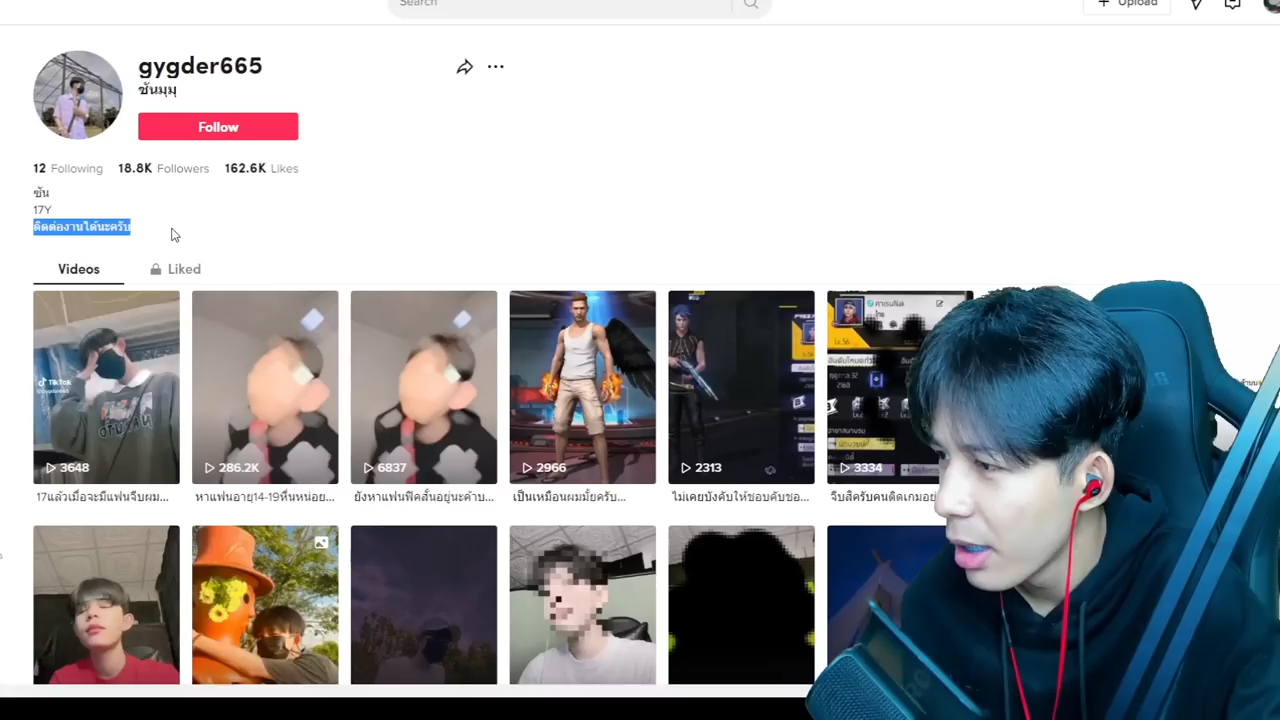 Search
Upload
gygder665
ซันมุมุ
Follow
12 Following 18.8K Followers 162.6K Likes
ซัน
17Y
ติดต่องานได้นะครับ
Videos
Liked
TikTok
3648
286.2K
6837
2966
2313
3334
17แล้วเมื่อจะมีแฟนจีบผม...
หาแฟนอายุ14-19ที่นหน่อย...
ยังหาแฟนฟิคสั้นอยู่นะค้าบ...
เป็นเหมือนผมมั้ยครับ...
ไม่เคยบังคับให้ชอบคับชอ...
จีบสิครับคนติดเกมอย